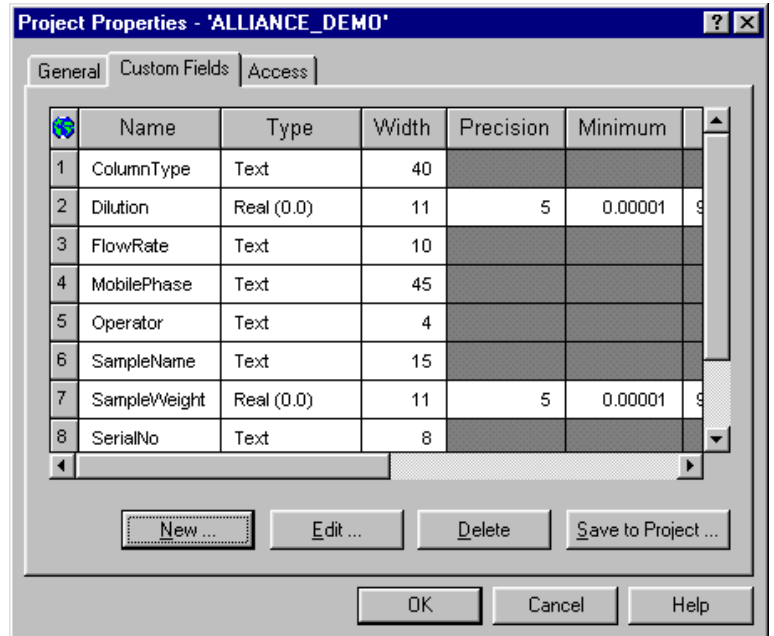 Project Properties - 'ALLIANCE_DEMO'
General Custom Fields Access
Name Type Width Precision Minimum
1 ColumnType Text 40
2 Dilution Real (0.0) 11 5 0.00001 9
3 FlowRate Text 10
4 MobilePhase Text 45
5 Operator Text 4
6 SampleName Text 15
7 SampleWeight Real (0.0) 11 5 0.00001 9
8 SerialNo Text 8
New ... Edit ... Delete Save to Project ...
OK Cancel Help